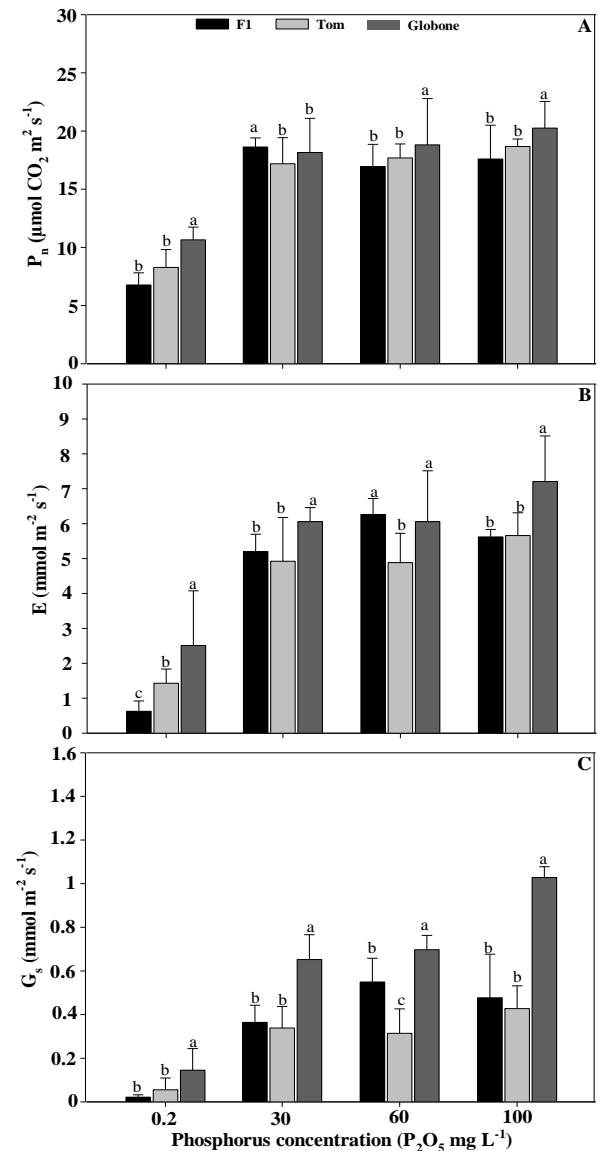 A
F1 Tom Globone
30
25
20
15
10
5
0
Pₙ (µmol CO₂ m² s⁻¹)
b b a
a b b
b b a
b b a
B
10
9
8
7
6
5
4
3
2
1
0
E (mmol m⁻² s⁻¹)
c b a
b b a
a b a
b b a
C
1.6
1.4
1.2
1
0.8
0.6
0.4
0.2
0
Gₛ (mmol m⁻² s⁻¹)
b b a
b b a
b c a
b b a
0.2 30 60 100
Phosphorus concentration (P₂O₅ mg L⁻¹)